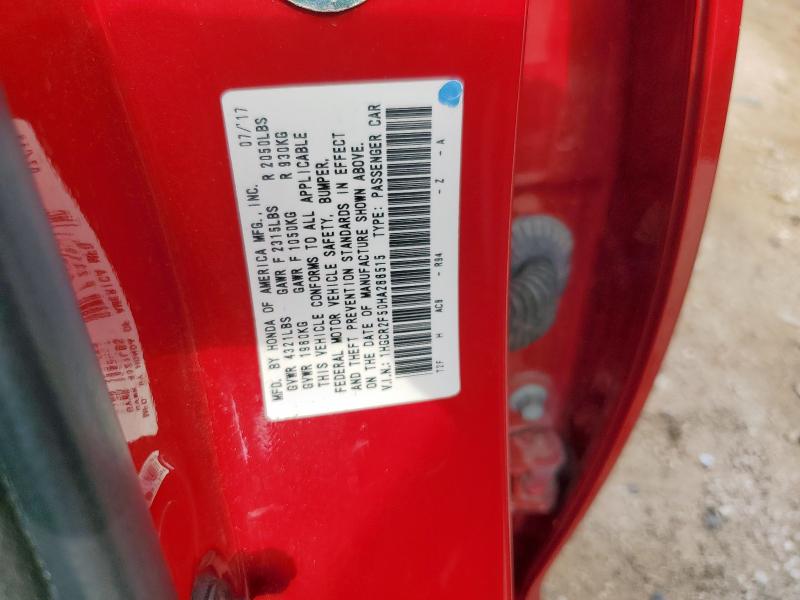 MFD. BY HONDA OF AMERICA MFG., INC. 07/'17
GVWR 4321LBS GAWR F 2315LBS R 2050LBS
GVWR 1960KG GAWR F 1050KG R 930KG
THIS VEHICLE CONFORMS TO ALL APPLICABLE
FEDERAL MOTOR VEHICLE SAFETY, BUMPER,
AND THEFT PREVENTION STANDARDS IN EFFECT
ON THE DATE OF MANUFACTURE SHOWN ABOVE.
V.I.N.: 1HGCR2F50HA286515 TYPE: PASSENGER CAR
T2F H AC8 - R94 - Z - A